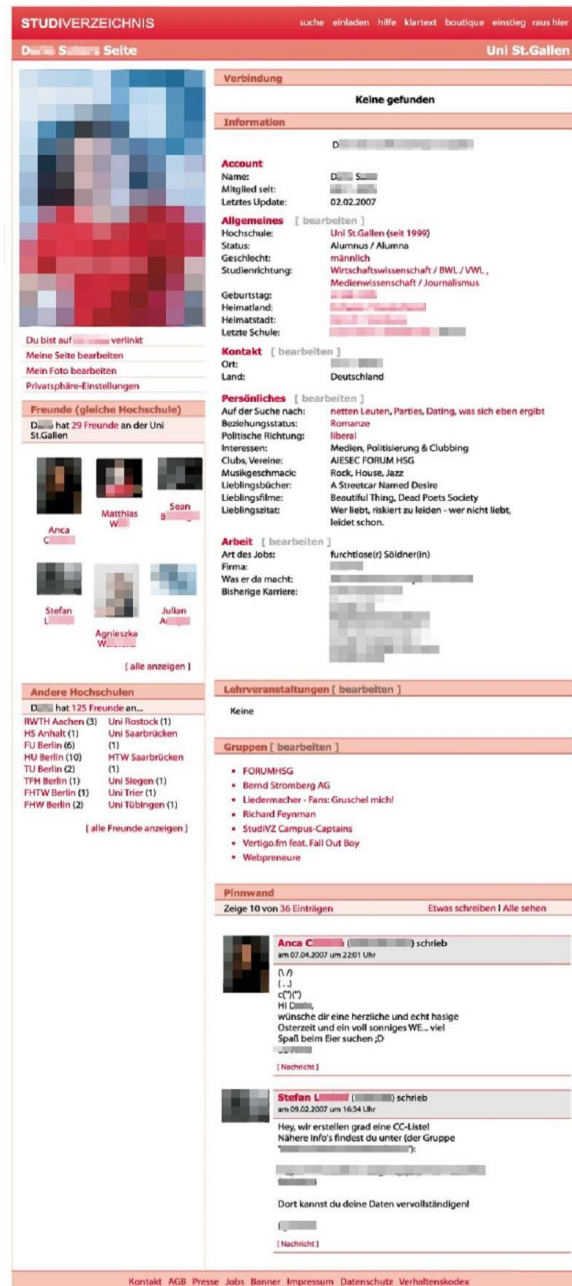 STUDIVERZEICHNIS
suche einladen hilfe klartext boutique einstieg raus hier
Seite
Uni St.Gallen
Du bist auf verlinkt
Meine Seite bearbeiten
Mein Foto bearbeiten
Privatsphäre-Einstellungen
Freunde (gleiche Hochschule)
hat 29 Freunde an der Uni
St.Gallen
Anca
Matthias
Sean
Stefan
Agnieszka
Julian
[ alle anzeigen ]
Andere Hochschulen
hat 125 Freunde an...
RWTH Aachen (3)
HS Anhalt (1)
FU Berlin (6)
HU Berlin (10)
TU Berlin (2)
TFH Berlin (1)
FHTW Berlin (1)
FHW Berlin (2)
Uni Rostock (1)
Uni Saarbrücken
(1)
HTW Saarbrücken
(1)
Uni Siegen (1)
Uni Trier (1)
Uni Tübingen (1)
[ alle Freunde anzeigen ]
Verbindung
Keine gefunden
Information
Account
Name:
Mitglied seit:
Letztes Update: 02.02.2007
Allgemeines [ bearbeiten ]
Hochschule: Uni St.Gallen (seit 1999)
Status: Alumnus / Alumna
Geschlecht: männlich
Studienrichtung: Wirtschaftswissenschaft / BWL / VWL ,
Medienwissenschaft / Journalismus
Geburtstag:
Heimatland:
Heimatstadt:
Letzte Schule:
Kontakt [ bearbeiten ]
Ort:
Land: Deutschland
Persönliches [ bearbeiten ]
Auf der Suche nach: netten Leuten, Parties, Dating, was sich eben ergibt
Beziehungsstatus: Romanze
Politische Richtung: liberal
Interessen: Medien, Politisierung & Clubbing
Clubs, Vereine: AIESEC FORUM HSG
Musikgeschmack: Rock, House, Jazz
Lieblingsbücher: A Streetcar Named Desire
Lieblingsfilme: Beautiful Thing, Dead Poets Society
Lieblingszitat: Wer liebt, riskiert zu leiden - wer nicht liebt,
leidet schon.
Arbeit [ bearbeiten ]
Art des Jobs: furchtlose(r) Söldner(in)
Firma:
Was er da macht:
Bisherige Karriere:
Lehrveranstaltungen [ bearbeiten ]
Keine
Gruppen [ bearbeiten ]
• FORUMHSG
• Bernd Stromberg AG
• Liedermacher - Fans: Gruschel mich!
• Richard Feynman
• StudiVZ Campus-Captains
• Vertigo.fm feat. Fall Out Boy
• Webpreneure
Pinnwand
Zeige 10 von 36 Einträgen
Etwas schreiben I Alle sehen
Anca schrieb
am 07.04.2007 um 22:01 Uhr
(\ /)
( . .)
c(")(")
Hi
wünsche dir eine herzliche und echt hasige
Osterzeit und ein voll sonniges WE... viel
Spaß beim Eier suchen ;D
[ Nachricht ]
Stefan schrieb
am 09.02.2007 um 16:34 Uhr
Hey, wir erstellen grad eine CC-Liste!
Nähere Info's findest du unter (der Gruppe
Dort kannst du deine Daten vervollständigen!
[ Nachricht ]
Kontakt AGB Presse Jobs Banner Impressum Datenschutz Verhaltenskodex